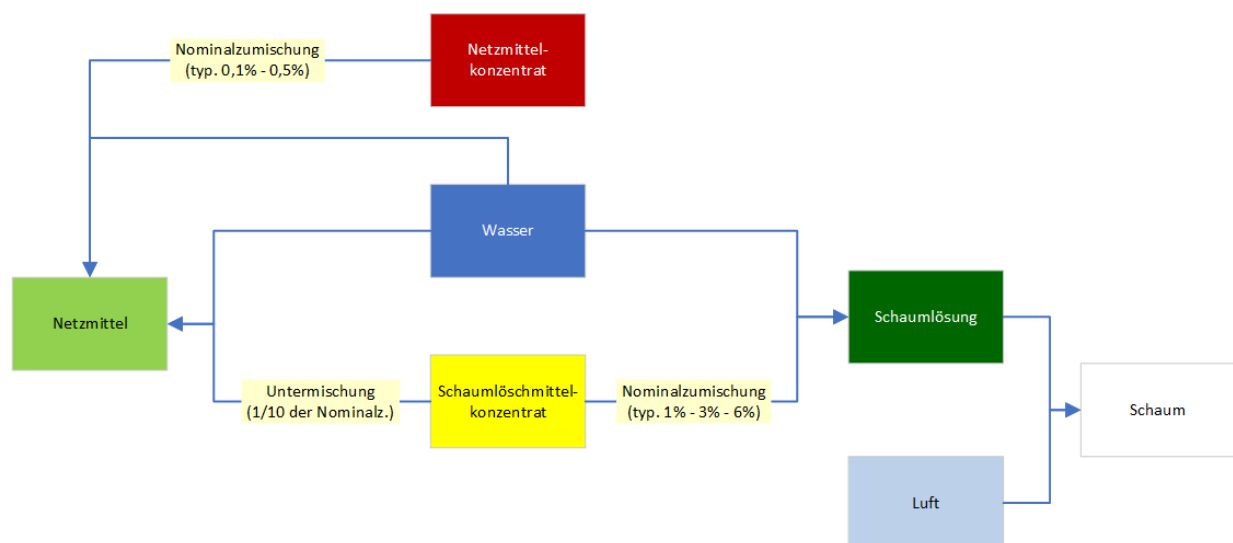 Nominalzumischung
(typ. 0,1% - 0,5%)
Netzmittel-
konzentrat
Wasser
Netzmittel
Schaumlösung
Untermischung
(1/10 der Nominalz.)
Schaumlöschmittel-
konzentrat
Nominalzumischung
(typ. 1% - 3% - 6%)
Schaum
Luft